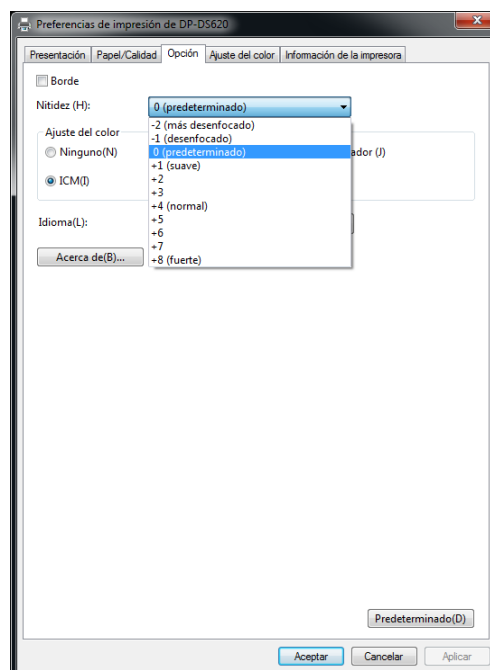 Preferencias de impresión de DP-DS620
Presentación Papel/Calidad Opción Ajuste del color Información de la impresora
Borde
Nitidez (H): 0 (predeterminado)
-2 (más desenfocado)
-1 (desenfocado)
0 (predeterminado)
+1 (suave)
+2
+3
+4 (normal)
+5
+6
+7
+8 (fuerte)
Ajuste del color
Ninguno(N) ador (J)
ICM(I)
Idioma(L):
Acerca de(B)...
Predeterminado(D)
Aceptar Cancelar Aplicar